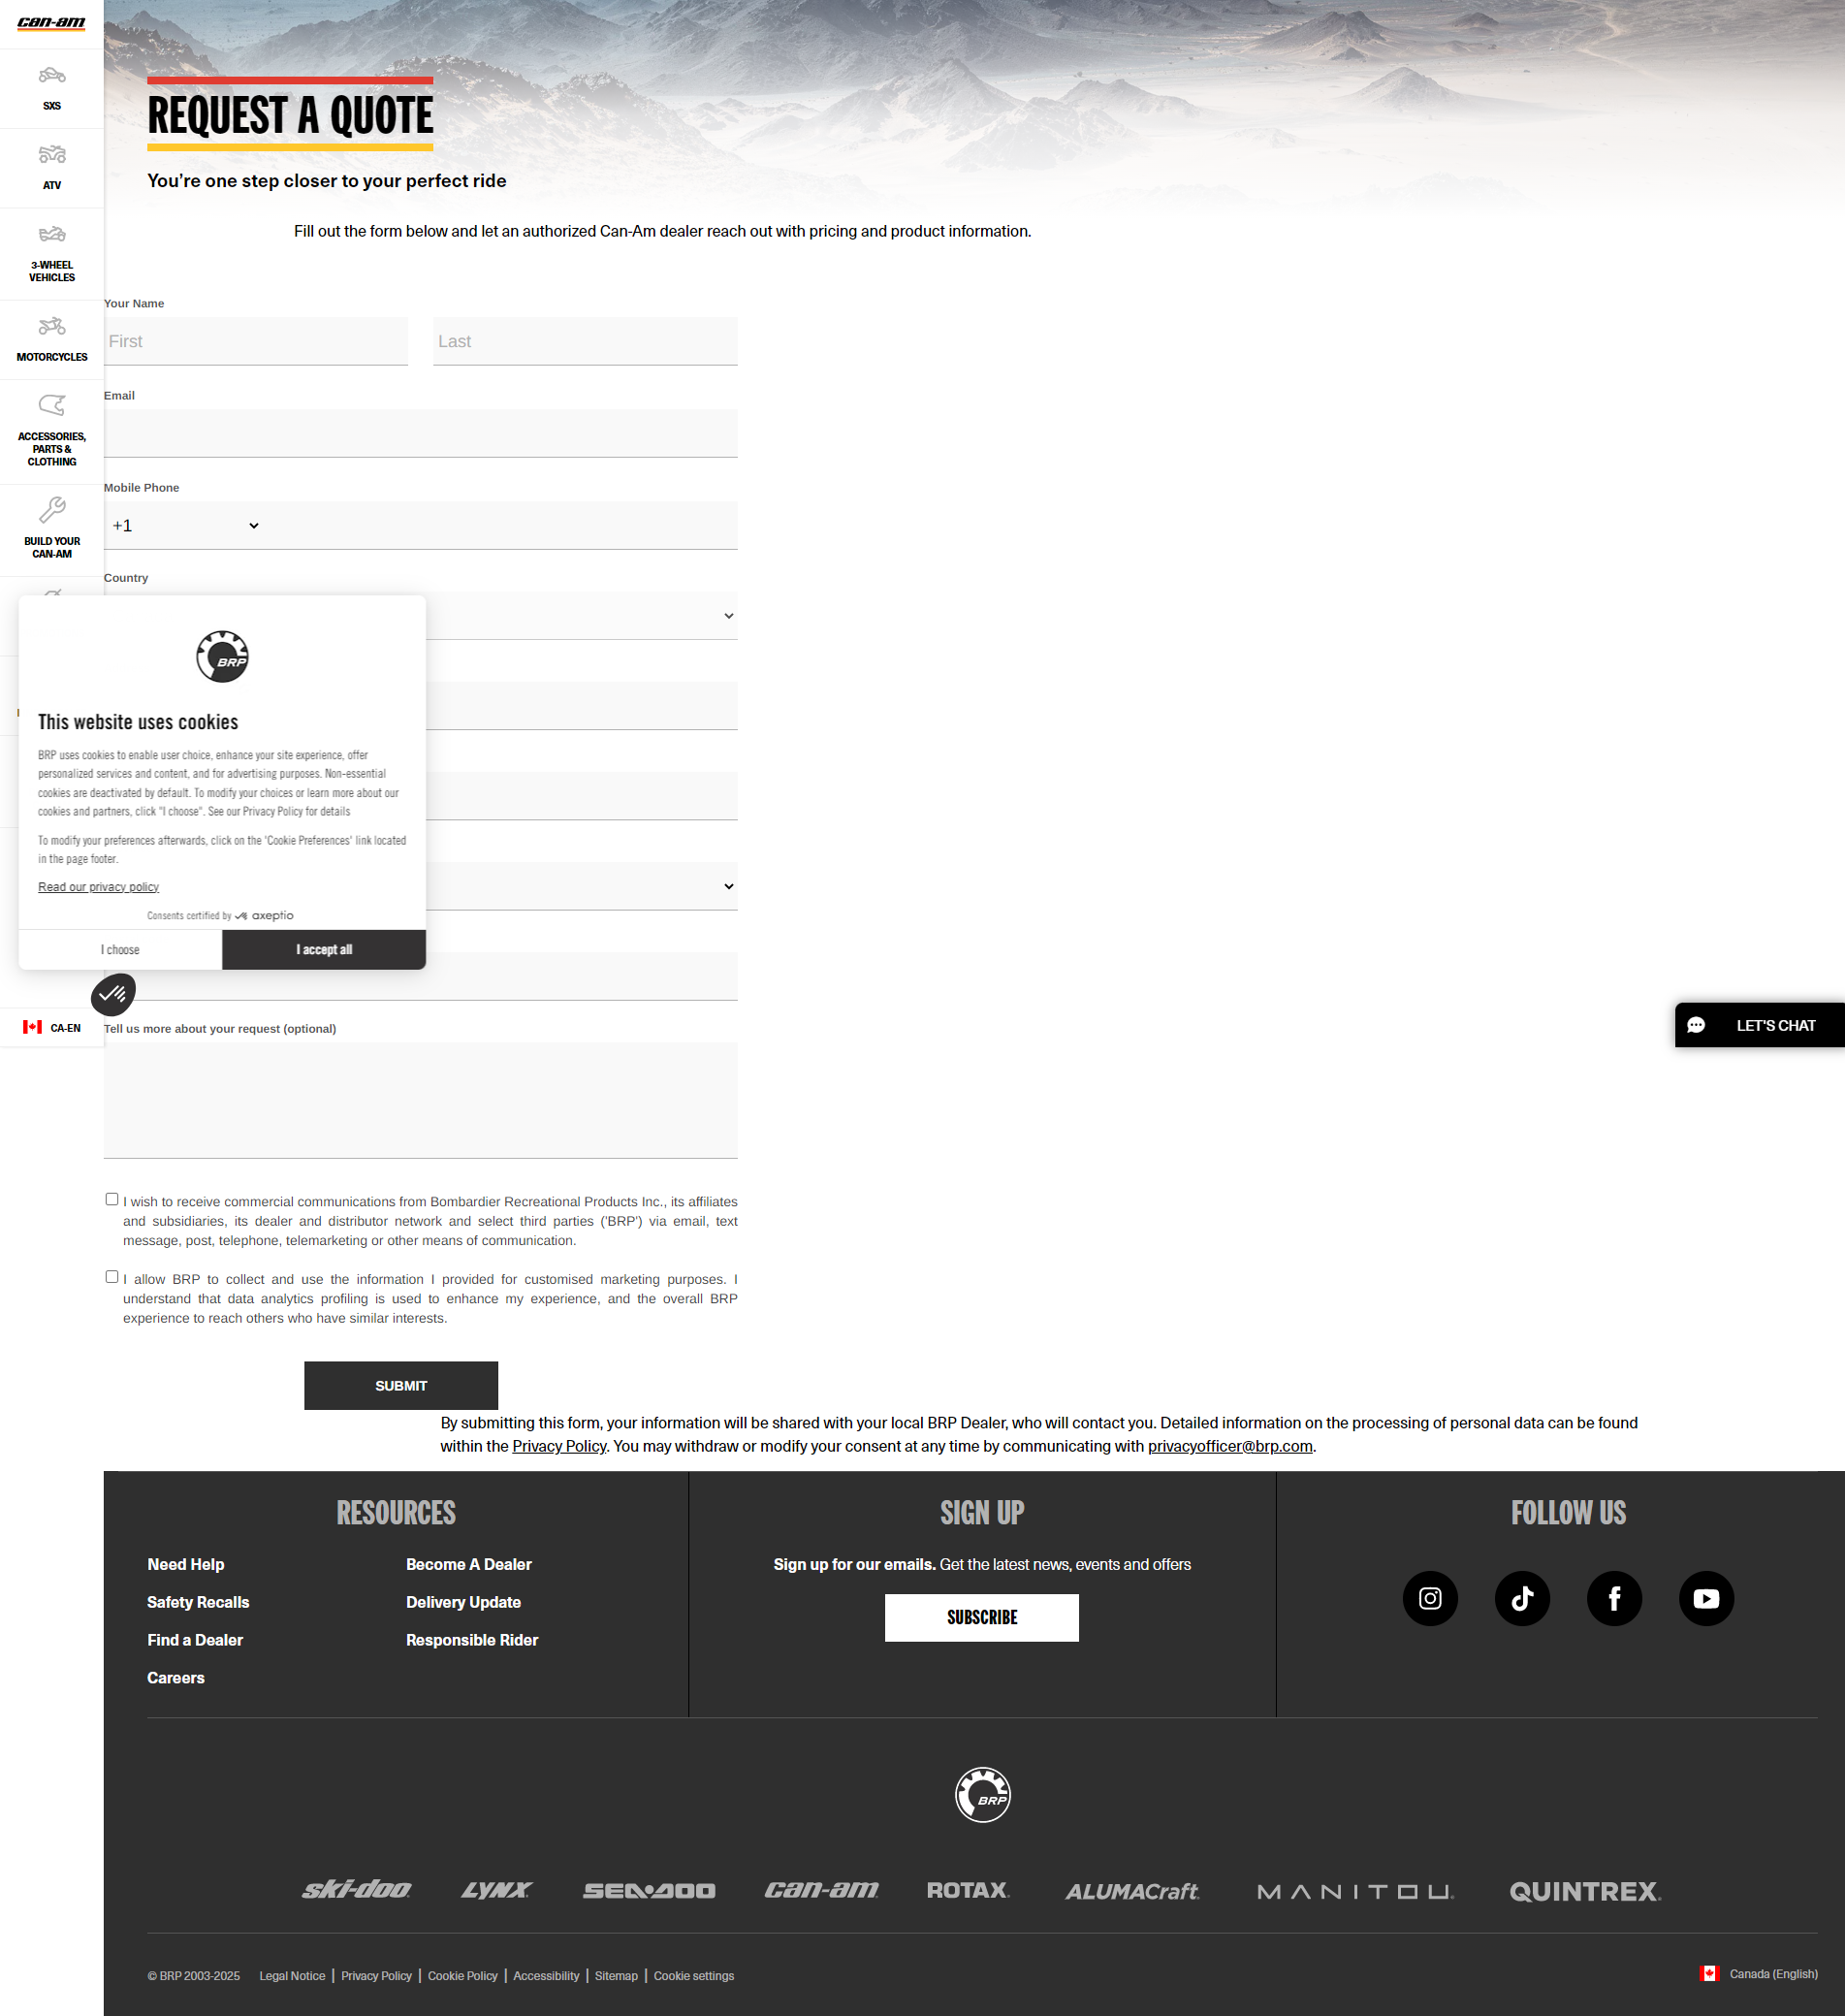 can-am
SXS
ATV
3-WHEEL
VEHICLES
MOTORCYCLES
ACCESSORIES,
PARTS &
CLOTHING
BUILD YOUR
CAN-AM
CA-EN
REQUEST A QUOTE
You're one step closer to your perfect ride
Fill out the form below and let an authorized Can-Am dealer reach out with pricing and product information.
Your Name
First Last
Email
Mobile Phone
+1
Country
BRP
This website uses cookies
BRP uses cookies to enable user choice, enhance your site experience, offer
personalized services and content, and for advertising purposes. Non-essential
cookies are deactivated by default. To modify your choices or learn more about our
cookies and partners, click "I choose". See our Privacy Policy for details
To modify your preferences afterwards, click on the 'Cookie Preferences' link located
in the page footer.
Read our privacy policy
Consents certified by axeptio
I choose I accept all
Tell us more about your request (optional)
LET'S CHAT
I wish to receive commercial communications from Bombardier Recreational Products Inc., its affiliates
and subsidiaries, its dealer and distributor network and select third parties ('BRP') via email, text
message, post, telephone, telemarketing or other means of communication.
I allow BRP to collect and use the information I provided for customised marketing purposes. I
understand that data analytics profiling is used to enhance my experience, and the overall BRP
experience to reach others who have similar interests.
SUBMIT
By submitting this form, your information will be shared with your local BRP Dealer, who will contact you. Detailed information on the processing of personal data can be found
within the Privacy Policy. You may withdraw or modify your consent at any time by communicating with privacyofficer@brp.com.
RESOURCES
Need Help
Safety Recalls
Find a Dealer
Careers
Become A Dealer
Delivery Update
Responsible Rider
SIGN UP
Sign up for our emails. Get the latest news, events and offers
SUBSCRIBE
FOLLOW US
BRP
ski-doo LYNX SEA-DOO can-am ROTAX ALUMACraft MANITOU QUINTREX
© BRP 2003-2025 Legal Notice | Privacy Policy | Cookie Policy | Accessibility | Sitemap | Cookie settings
Canada (English)